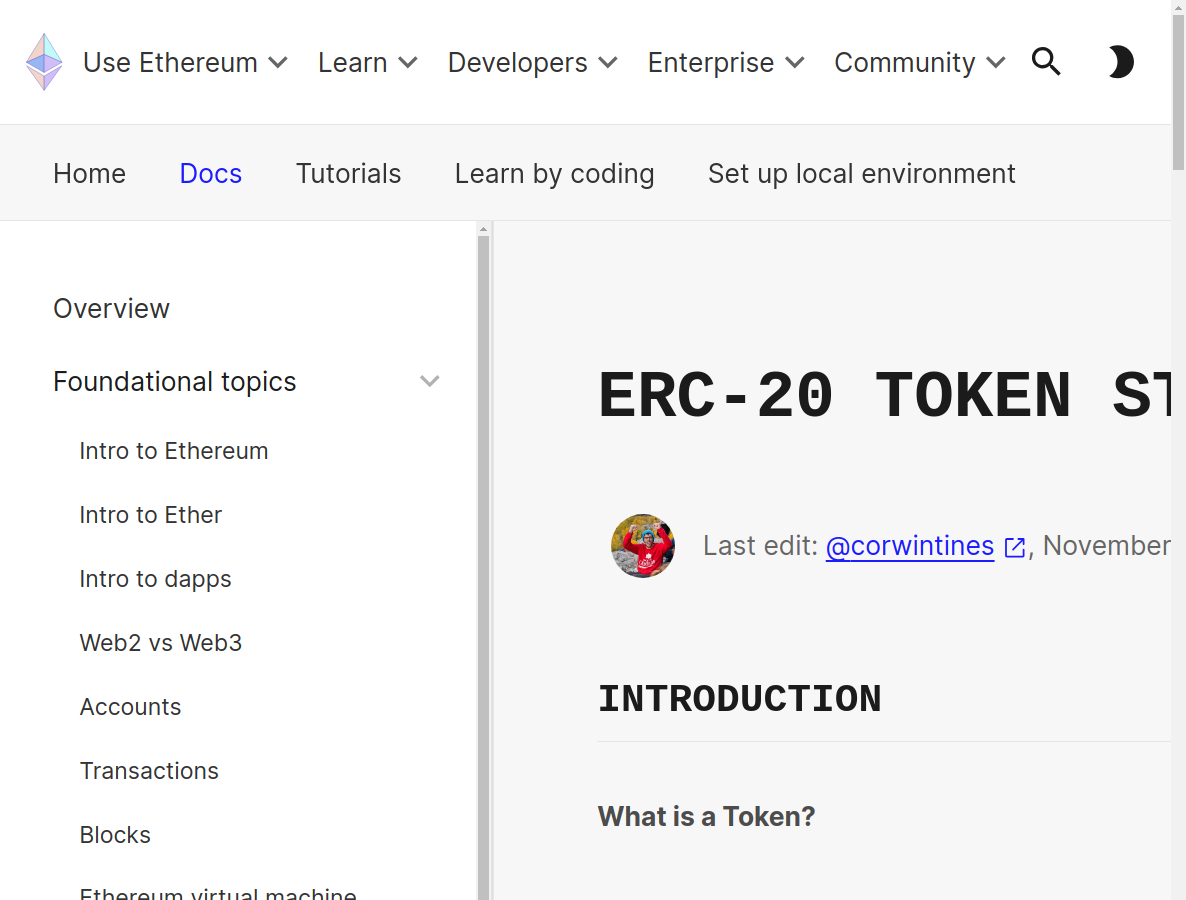 Use Ethereum Learn Developers Enterprise Community
Home Docs Tutorials Learn by coding Set up local environment
Overview
Foundational topics
Intro to Ethereum
Intro to Ether
Intro to dapps
Web2 vs Web3
Accounts
Transactions
Blocks
Ethereum virtual machine
ERC-20 TOKEN ST
Last edit: @corwintines , November
INTRODUCTION
What is a Token?